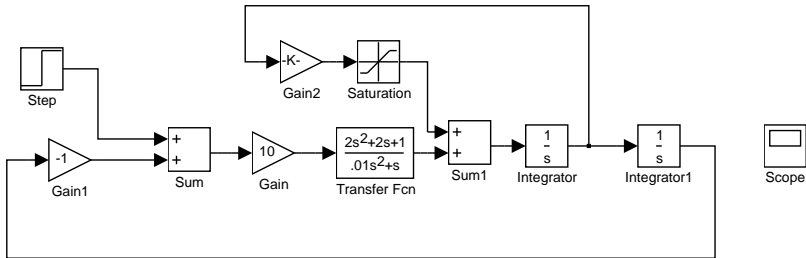 -K-
Gain2
Saturation
Step
+
+
Sum
-1
Gain1
10
Gain
2s²+2s+1
.01s²+s
Transfer Fcn
+
+
Sum1
1
s
Integrator
1
s
Integrator1
Scope